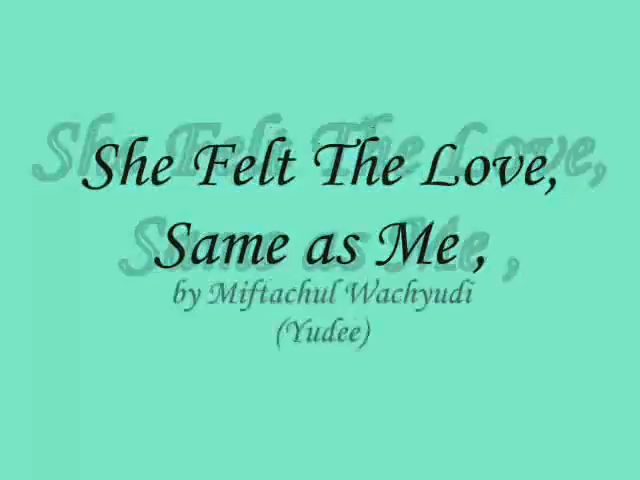 She Felt The Love,
Same as Me ,
by Miftachul Wachyudi
(Yudee)